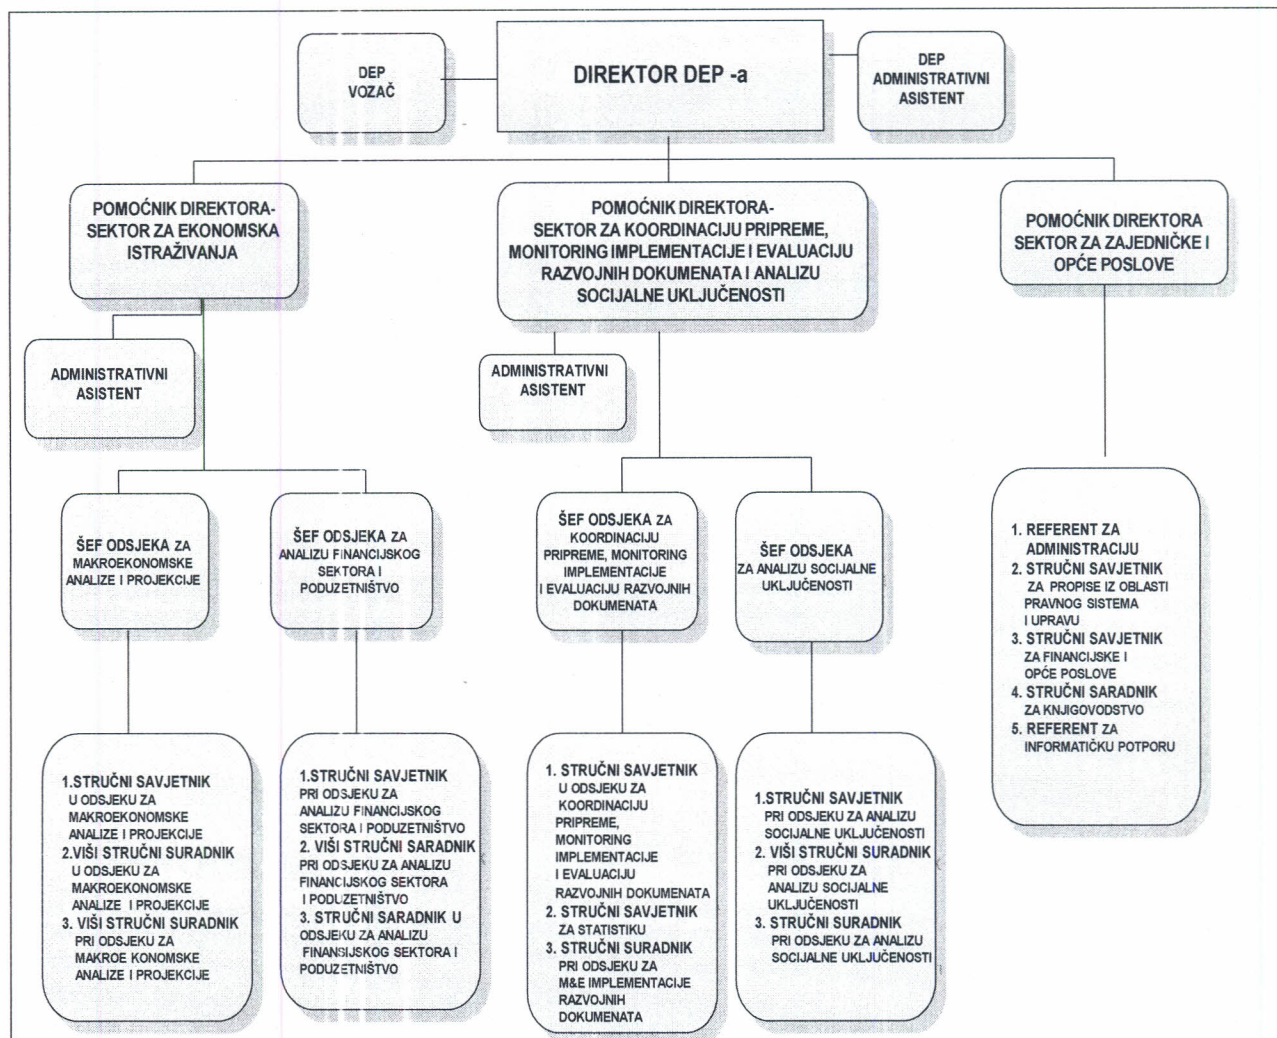 DEP
VOZAČ
DIREKTOR DEP -a
DEP
ADMINISTRATIVNI
ASISTENT
POMOĆNIK DIREKTORA-
SEKTOR ZA EKONOMSKA
ISTRAŽIVANJA
POMOĆNIK DIREKTORA-
SEKTOR ZA KOORDINACIJU PRIPREME,
MONITORING IMPLEMENTACIJE I EVALUACIJU
RAZVOJNIH DOKUMENATA I ANALIZU
SOCIJALNE UKLJUČENOSTI
POMOĆNIK DIREKTORA
SEKTOR ZA ZAJEDNIČKE I
OPĆE POSLOVE
ADMINISTRATIVNI
ASISTENT
ADMINISTRATIVNI
ASISTENT
ŠEF ODSJEKA ZA
MAKROEKONOMSKE
ANALIZE I PROJEKCIJE
ŠEF ODSJEKA ZA
ANALIZU FINANCIJSKOG
SEKTORA I
PODUZETNIŠTVO
ŠEF ODSJEKA ZA
KOORDINACIJU
PRIPREME, MONITORING
IMPLEMENTACIJE
I EVALUACIJU RAZVOJNIH
DOKUMENATA
ŠEF ODSJEKA
ZA ANALIZU SOCIJALNE
UKLJUČENOSTI
1. REFERENT ZA
ADMINISTRACIJU
2. STRUČNI SAVJETNIK
ZA PROPISE IZ OBLASTI
PRAVNOG SISTEMA
I UPRAVU
3. STRUČNI SAVJETNIK
ZA FINANCIJSKE I
OPĆE POSLOVE
4. STRUČNI SARADNIK
ZA KNJIGOVODSTVO
5. REFERENT ZA
INFORMATIČKU POTPORU
1.STRUČNI SAVJETNIK
U ODSJEKU ZA
MAKROEKONOMSKE
ANALIZE I PROJEKCIJE
2.VIŠI STRUČNI SURADNIK
U ODSJEKU ZA
MAKROEKONOMSKE
ANALIZE I PROJEKCIJE
3. VIŠI STRUČNI SURADNIK
PRI ODSJEKU ZA
MAKROE KONOMSKE
ANALIZE I PROJEKCIJE
1.STRUČNI SAVJETNIK
PRI ODSJEKU ZA
ANALIZU FINANCIJSKOG
SEKTORA I PODUZETNIŠTVO
2. VIŠI STRUČNI SARADNIK
PRI ODSJEKU ZA ANALIZU
FINANCIJSKOG SEKTORA
I PODUZETNIŠTVO
3. STRUČNI SARADNIK U
ODSJEKU ZA ANALIZU
FINANSIJSKOG SEKTORA I
PODUZETNIŠTVO
1. STRUČNI SAVJETNIK
U ODSJEKU ZA
KOORDINACIJU
PRIPREME,
MONITORING
IMPLEMENTACIJE
I EVALUACIJU
RAZVOJNIH DOKUMENATA
2. STRUČNI SAVJETNIK
ZA STATISTIKU
3. STRUČNI SURADNIK
PRI ODSJEKU ZA
M&E IMPLEMENTACIJE
RAZVOJNIH
DOKUMENATA
1.STRUČNI SAVJETNIK
PRI ODSJEKU ZA ANALIZU
SOCIJALNE UKLJUČENOSTI
2. VIŠI STRUČNI SURADNIK
PRI ODSJEKU ZA
ANALIZU SOCIJALNE
UKLJUČENOSTI
3. STRUČNI SURADNIK
PRI ODSJEKU ZA ANALIZU
SOCIJALNE UKLJUČENOSTI